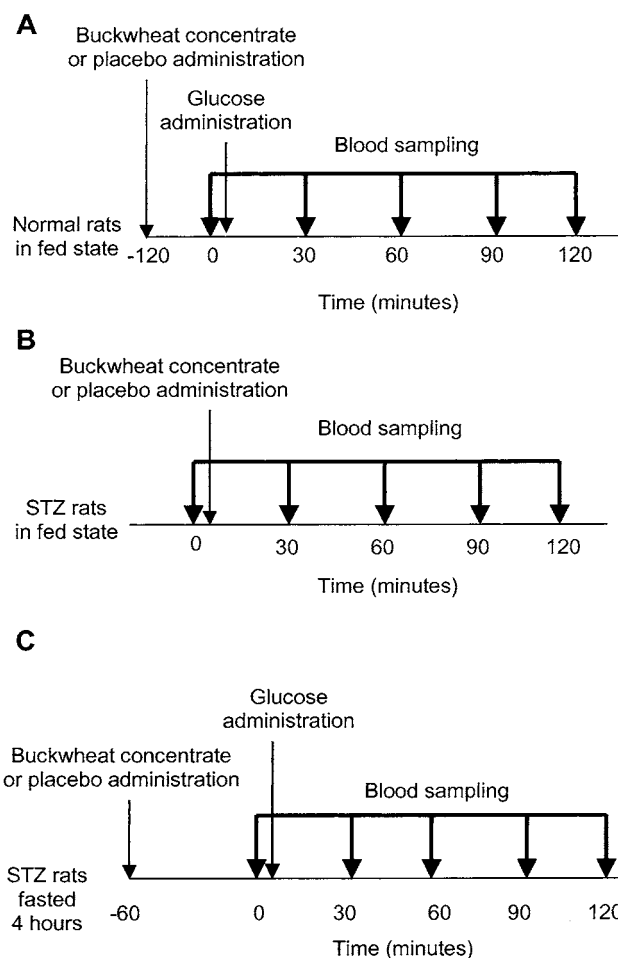 A
Buckwheat concentrate
or placebo administration
Glucose
administration
Blood sampling
Normal rats
in fed state
-120 0 30 60 90 120
Time (minutes)
B
Buckwheat concentrate
or placebo administration
Blood sampling
STZ rats
in fed state
0 30 60 90 120
Time (minutes)
C
Glucose
administration
Buckwheat concentrate
or placebo administration
Blood sampling
STZ rats
fasted
4 hours
-60 0 30 60 90 120
Time (minutes)